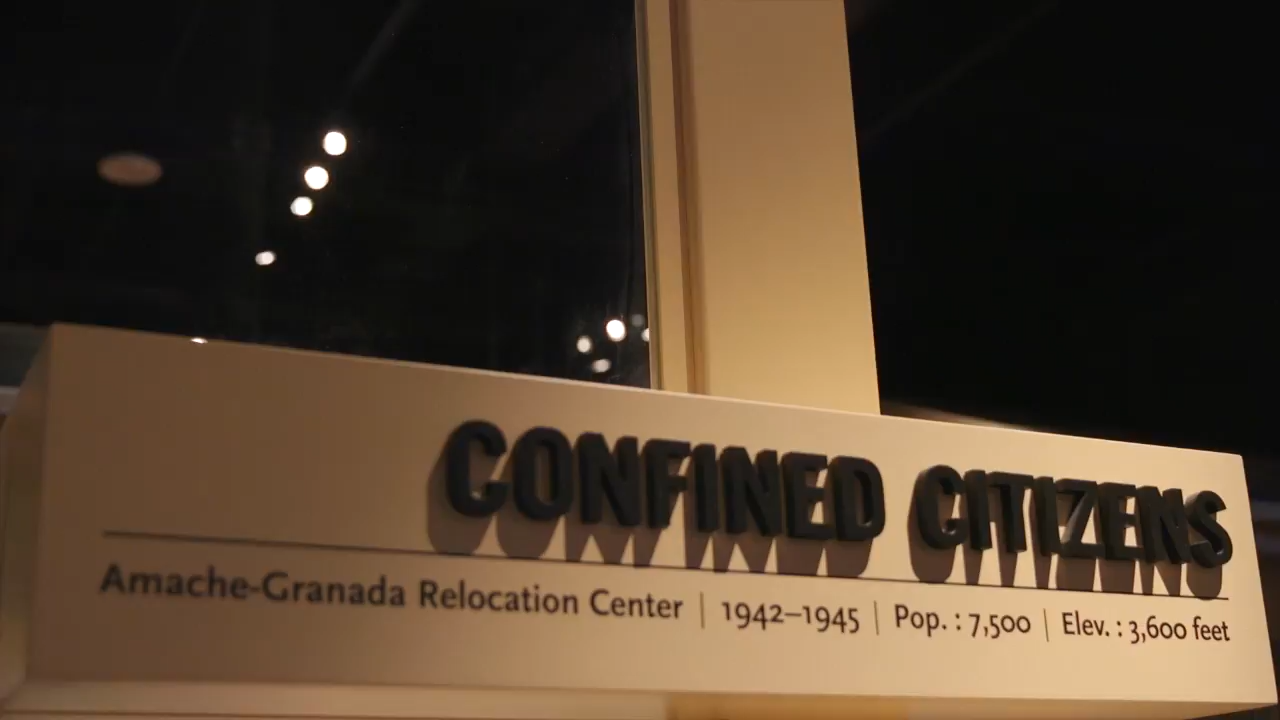 CONFINED CITIZENS
Amache-Granada Relocation Center | 1942–1945 | Pop. : 7,500 | Elev. : 3,600 feet